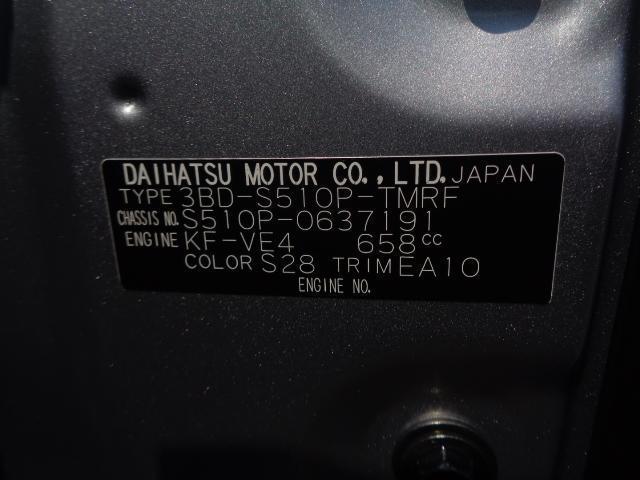 DAIHATSU MOTOR CO.,LTD. JAPAN
TYPE 3BD-S510P-TMRF
CHASSIS NO. S510P-0637191
ENGINE KF-VE4 658cc
COLOR S28 TRIM EA10
ENGINE NO.